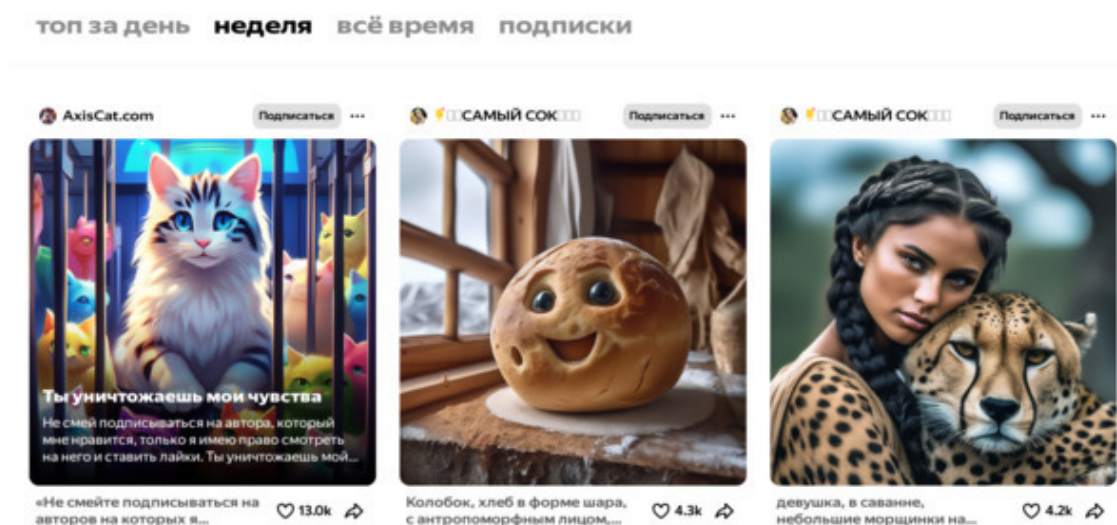 топ за день неделя всё время подписки
AxisCat.com Подписаться ...
САМЫЙ СОК Подписаться ...
САМЫЙ СОК Подписаться ...
Ты уничтожаешь мои чувства
Не смей подписываться на автора, который
мне нравится, только я имею право смотреть
на него и ставить лайки. Ты уничтожаешь мой...
«Не смейте подписываться на
авторов на которых я...
13.0k
Колобок, хлеб в форме шара,
с антропоморфным лицом,...
4.3k
девушка, в саванне,
небольшие морщинки на...
4.2k